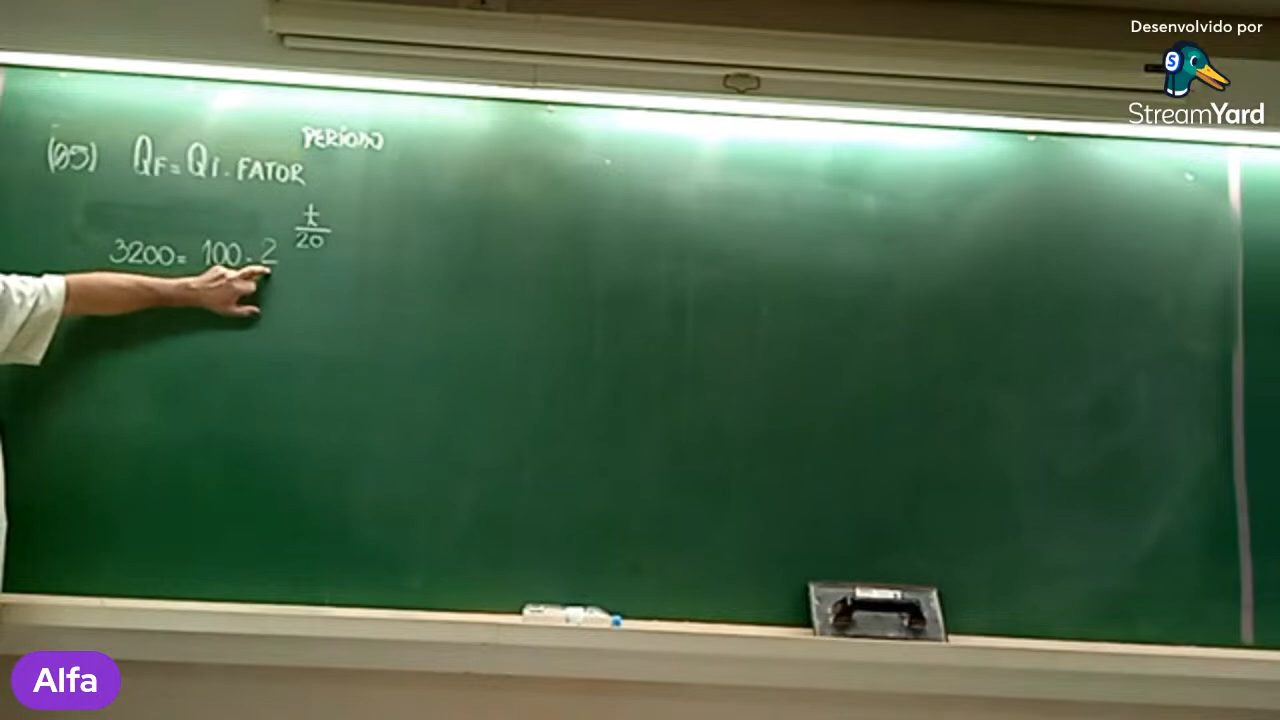 Desenvolvido por
StreamYard
(05) QF = QI . FATOR PERÍODO
3200 = 100 . 2 t/20
Alfa